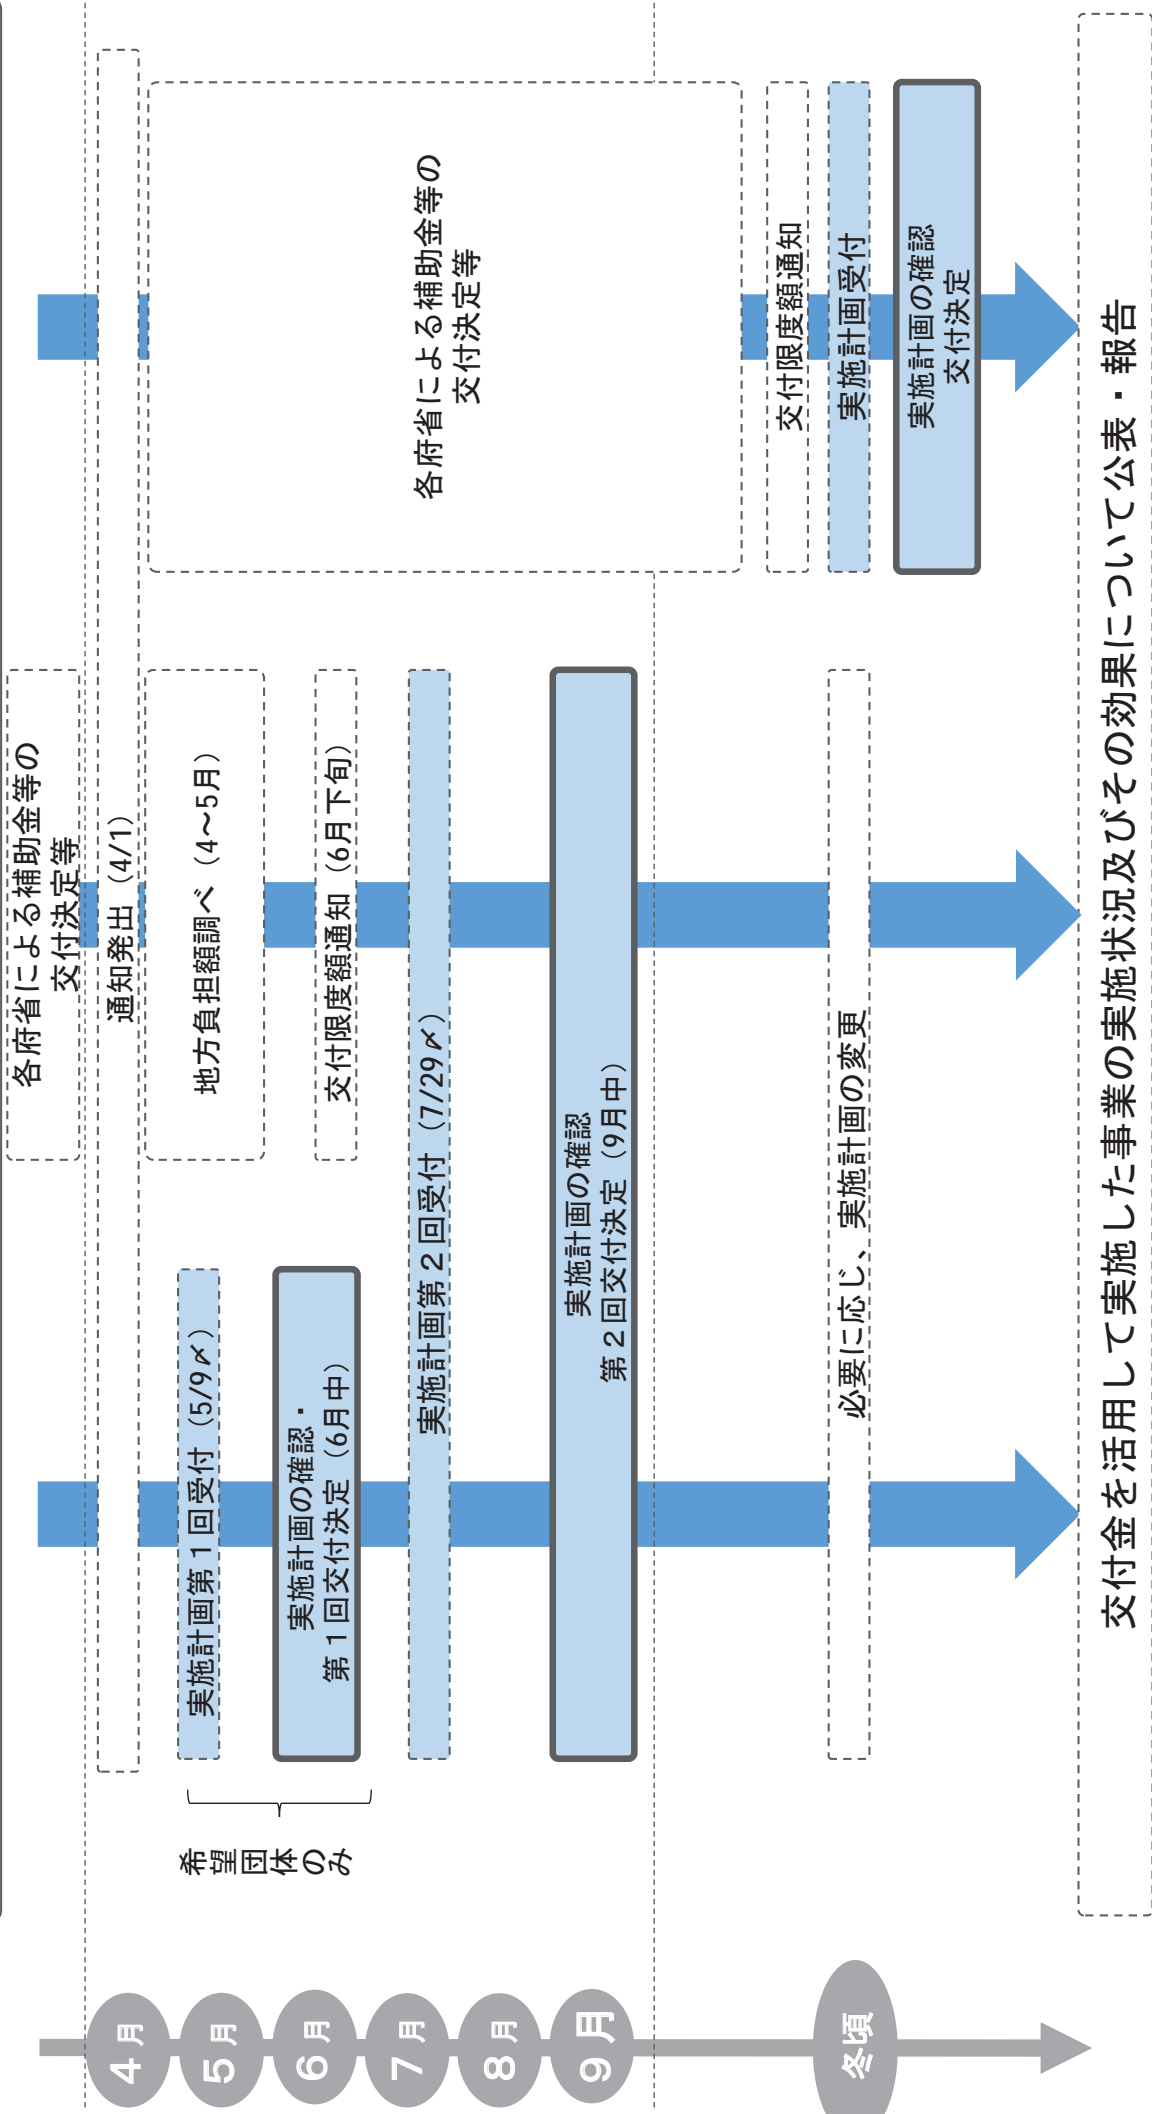 4月
5月
6月
7月
8月
9月
冬頃
希望団体のみ
実施計画第1回受付（5/9〆）
実施計画の確認・
第1回交付決定（6月中）
各府省による補助金等の
交付決定等
通知発出（4/1）
地方負担額調べ（4～5月）
交付限度額通知（6月下旬）
実施計画第２回受付（7/29〆）
実施計画の確認
第２回交付決定（9月中）
必要に応じ、実施計画の変更
各府省による補助金等の
交付決定等
交付限度額通知
実施計画受付
実施計画の確認
交付決定
交付金を活用して実施した事業の実施状況及びその効果について公表・報告